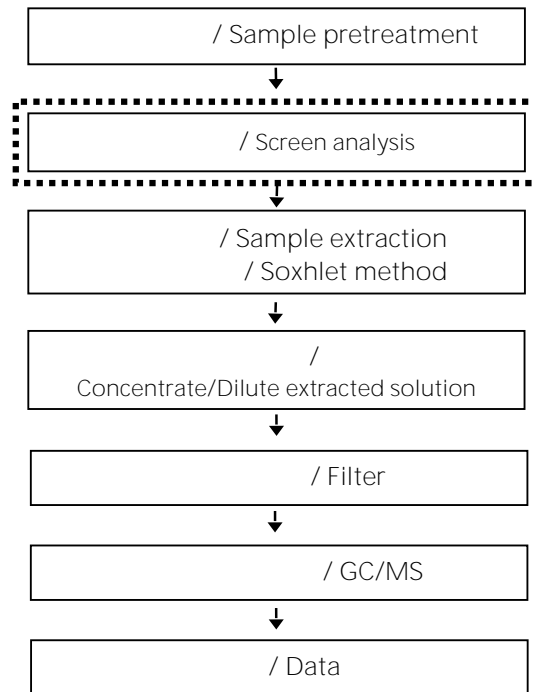 / Sample pretreatment
/ Screen analysis
/ Sample extraction
/ Soxhlet method
/
Concentrate/Dilute extracted solution
/ Filter
/ GC/MS
/ Data